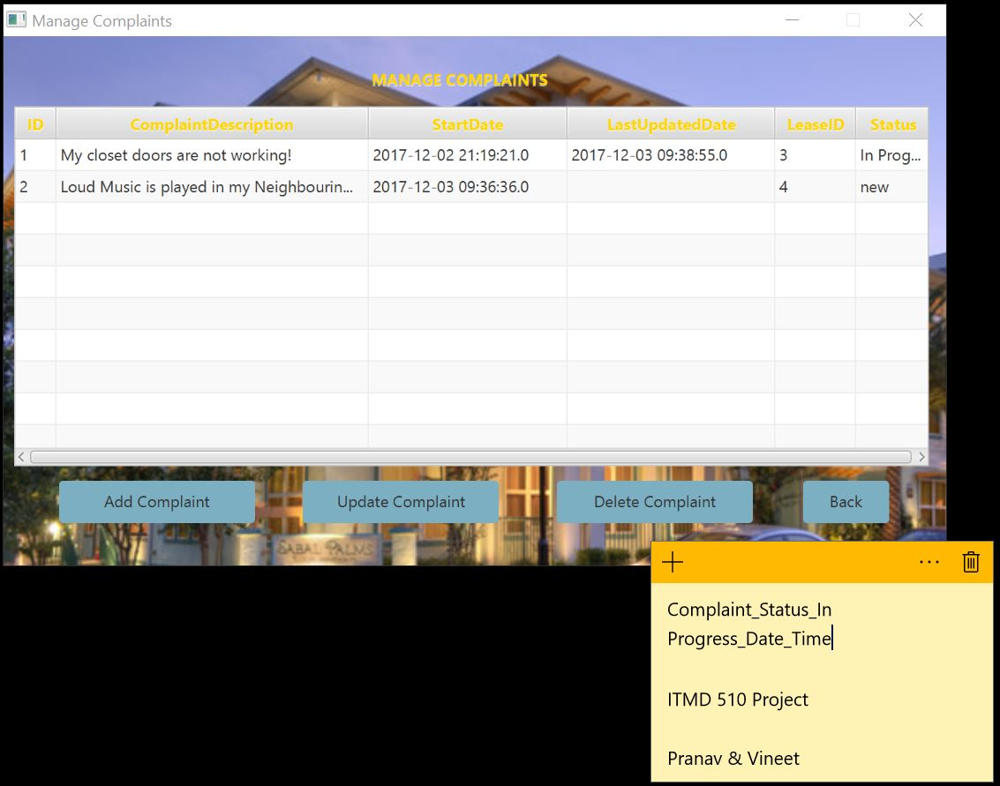 Manage Complaints
MANAGE COMPLAINTS
ID ComplaintDescription StartDate LastUpdatedDate LeaseID Status
1 My closet doors are not working! 2017-12-02 21:19:21.0 2017-12-03 09:38:55.0 3 In Prog...
2 Loud Music is played in my Neighbourin... 2017-12-03 09:36:36.0 4 new
Add Complaint Update Complaint Delete Complaint Back
SABAL PALMS
Complaint_Status_In
Progress_Date_Time
ITMD 510 Project
Pranav & Vineet